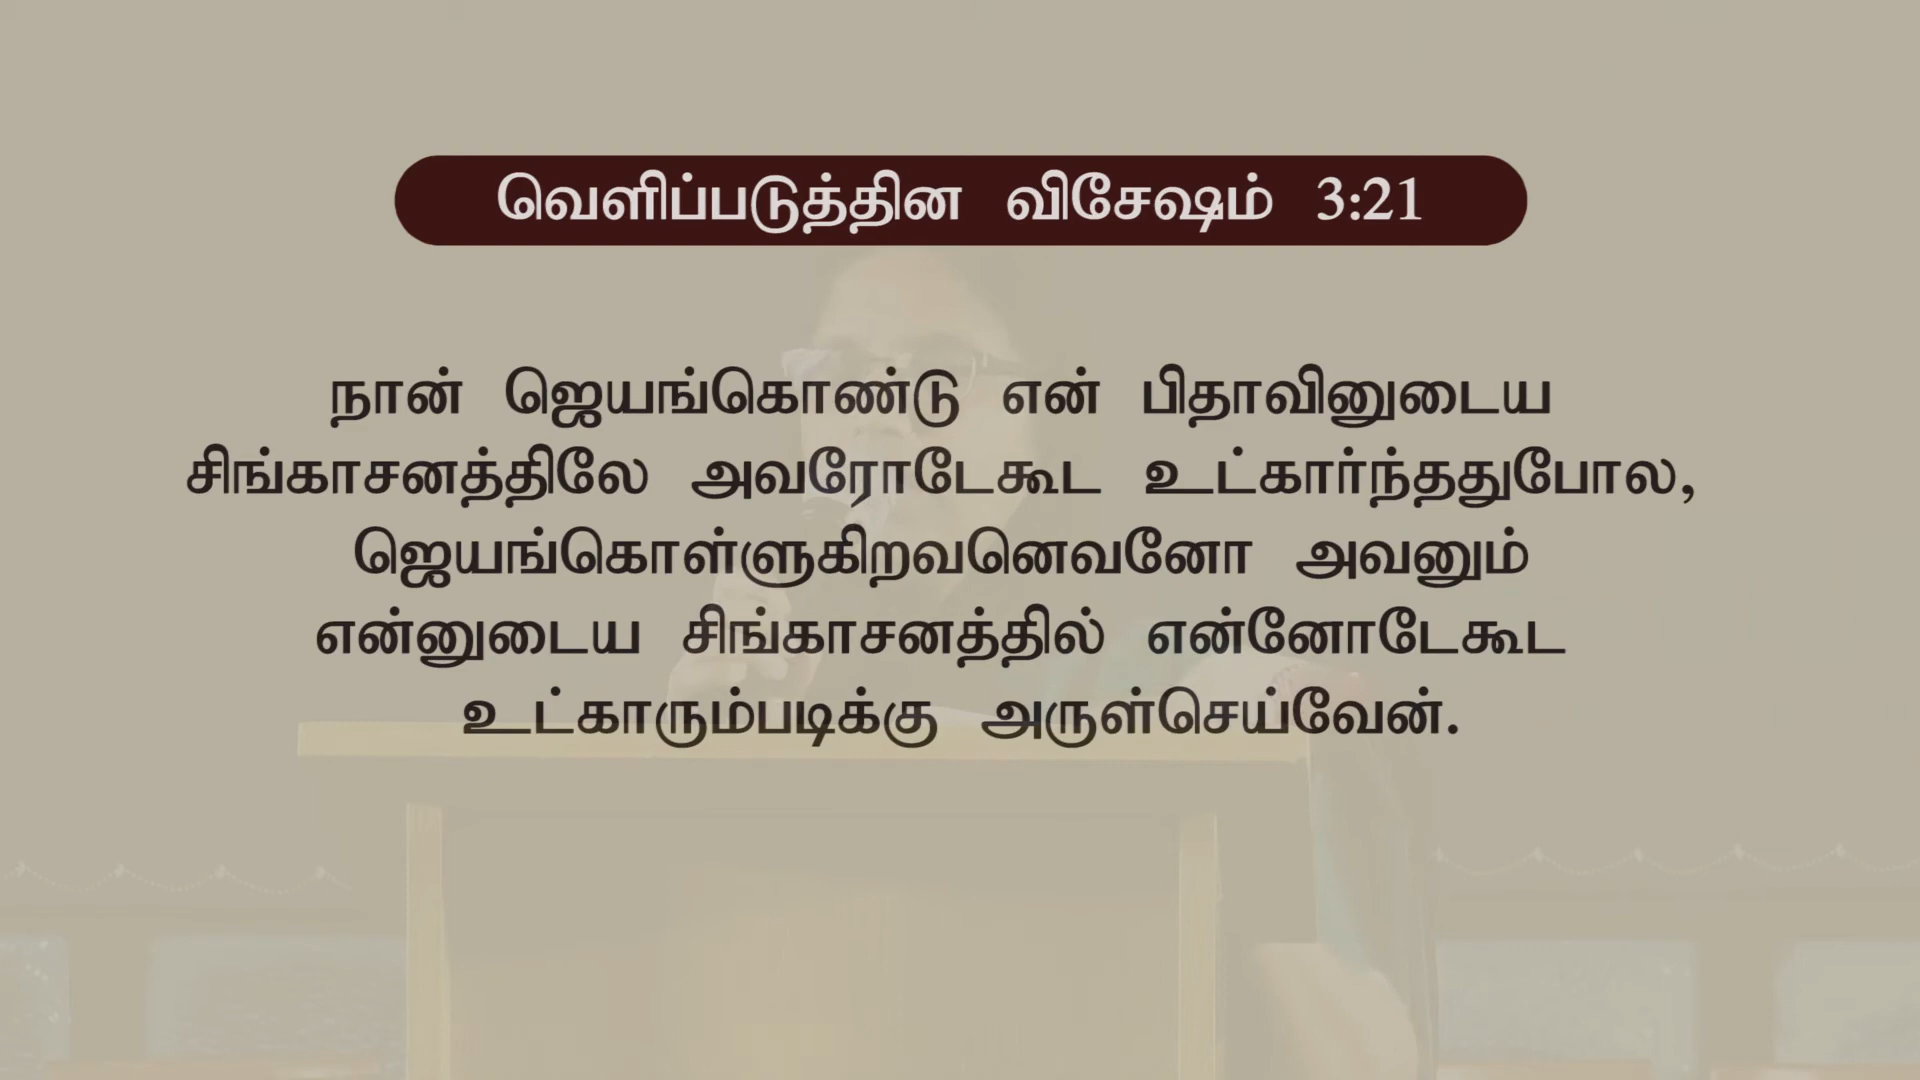 வெளிப்படுத்தின விசேஷம் 3:21
நான் ஜெயங்கொண்டு என் பிதாவினுடைய
சிங்காசனத்திலே அவரோடேகூட உட்கார்ந்ததுபோல,
ஜெயங்கொள்ளுகிறவனெவனோ அவனும்
என்னுடைய சிங்காசனத்தில் என்னோடேகூட
உட்காரும்படிக்கு அருள்செய்வேன்.